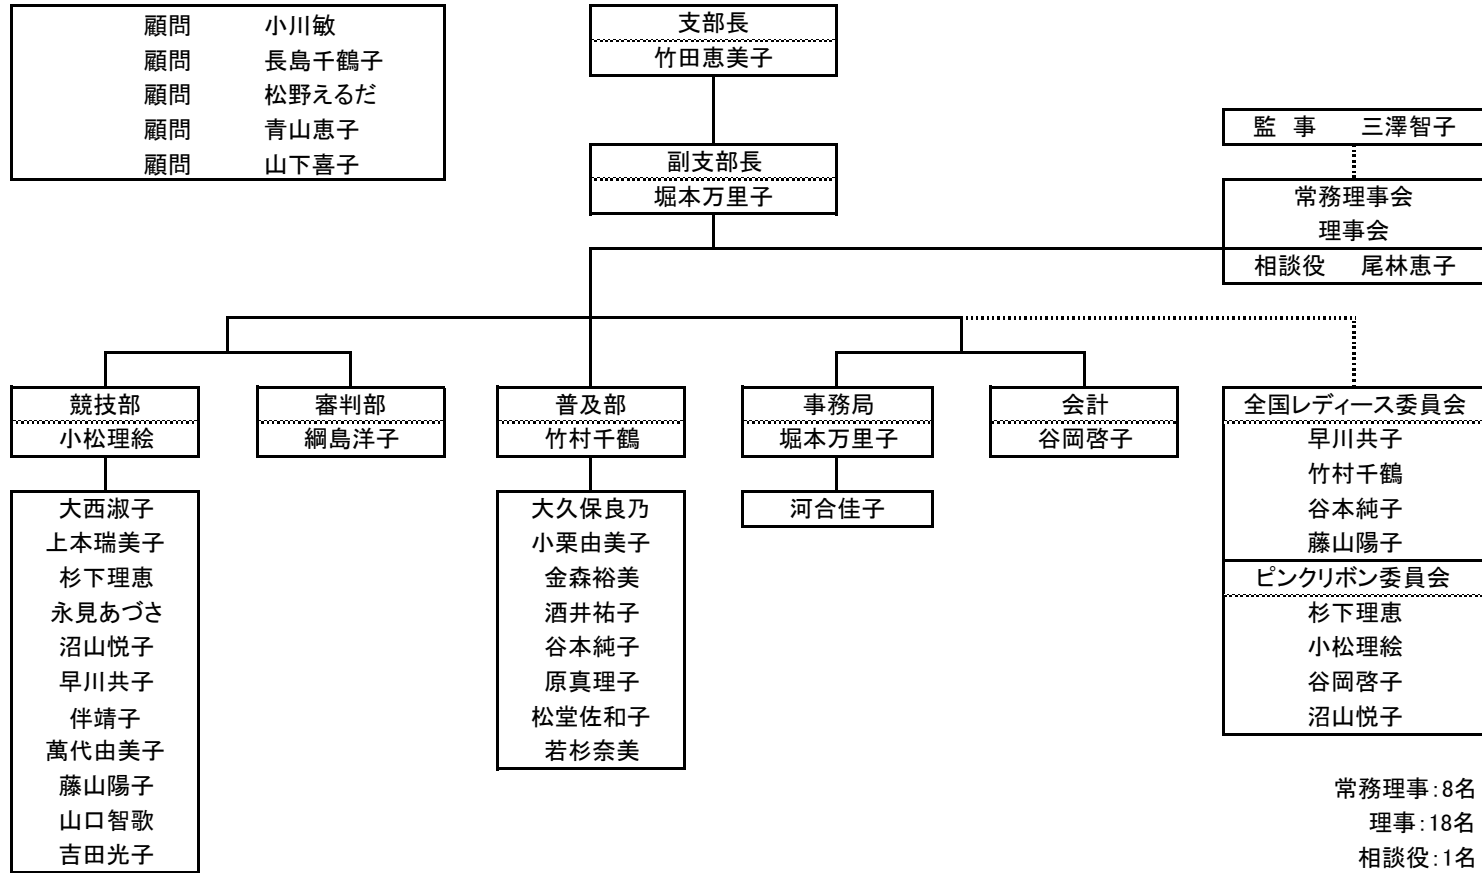 顧問 小川敏
顧問 長島千鶴子
顧問 松野えるだ
顧問 青山恵子
顧問 山下喜子
支部長
竹田恵美子
副支部長
堀本万里子
監 事 三澤智子
常務理事会
理事会
相談役 尾林恵子
競技部
小松理絵
大西淑子
上本瑞美子
杉下理恵
永見あづさ
沼山悦子
早川共子
伴靖子
萬代由美子
藤山陽子
山口智歌
吉田光子
審判部
綱島洋子
普及部
竹村千鶴
大久保良乃
小栗由美子
金森裕美
酒井祐子
谷本純子
原真理子
松堂佐和子
若杉奈美
事務局
堀本万里子
河合佳子
会計
谷岡啓子
全国レディース委員会
早川共子
竹村千鶴
谷本純子
藤山陽子
ピンクリボン委員会
杉下理恵
小松理絵
谷岡啓子
沼山悦子
常務理事:8名
理事:18名
相談役:1名